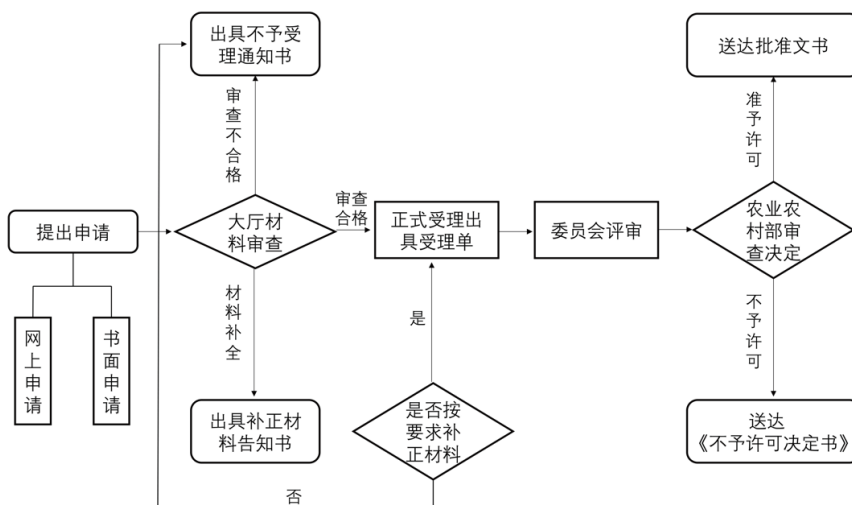 出具不予受
理通知书
送达批准文书
审查不合格
准予许可
提出申请
大厅材
料审查
审查
合格
正式受理出
具受理单
委员会评审
农业农
村部审
查决定
网上申请
书面申请
材料补全
是
不予许可
出具补正材
料告知书
是否按
要求补
正材料
送达
《不予许可决定书》
否